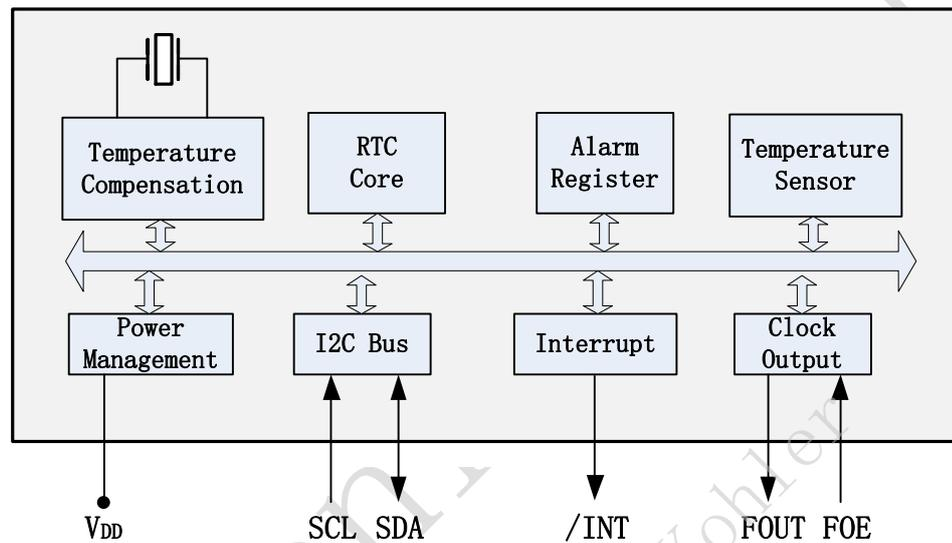 Temperature
Compensation
RTC
Core
Alarm
Register
Temperature
Sensor
Power
Management
I2C Bus
Interrupt
Clock
Output
VDD
SCL SDA
/INT
FOUT FOE
Kohler